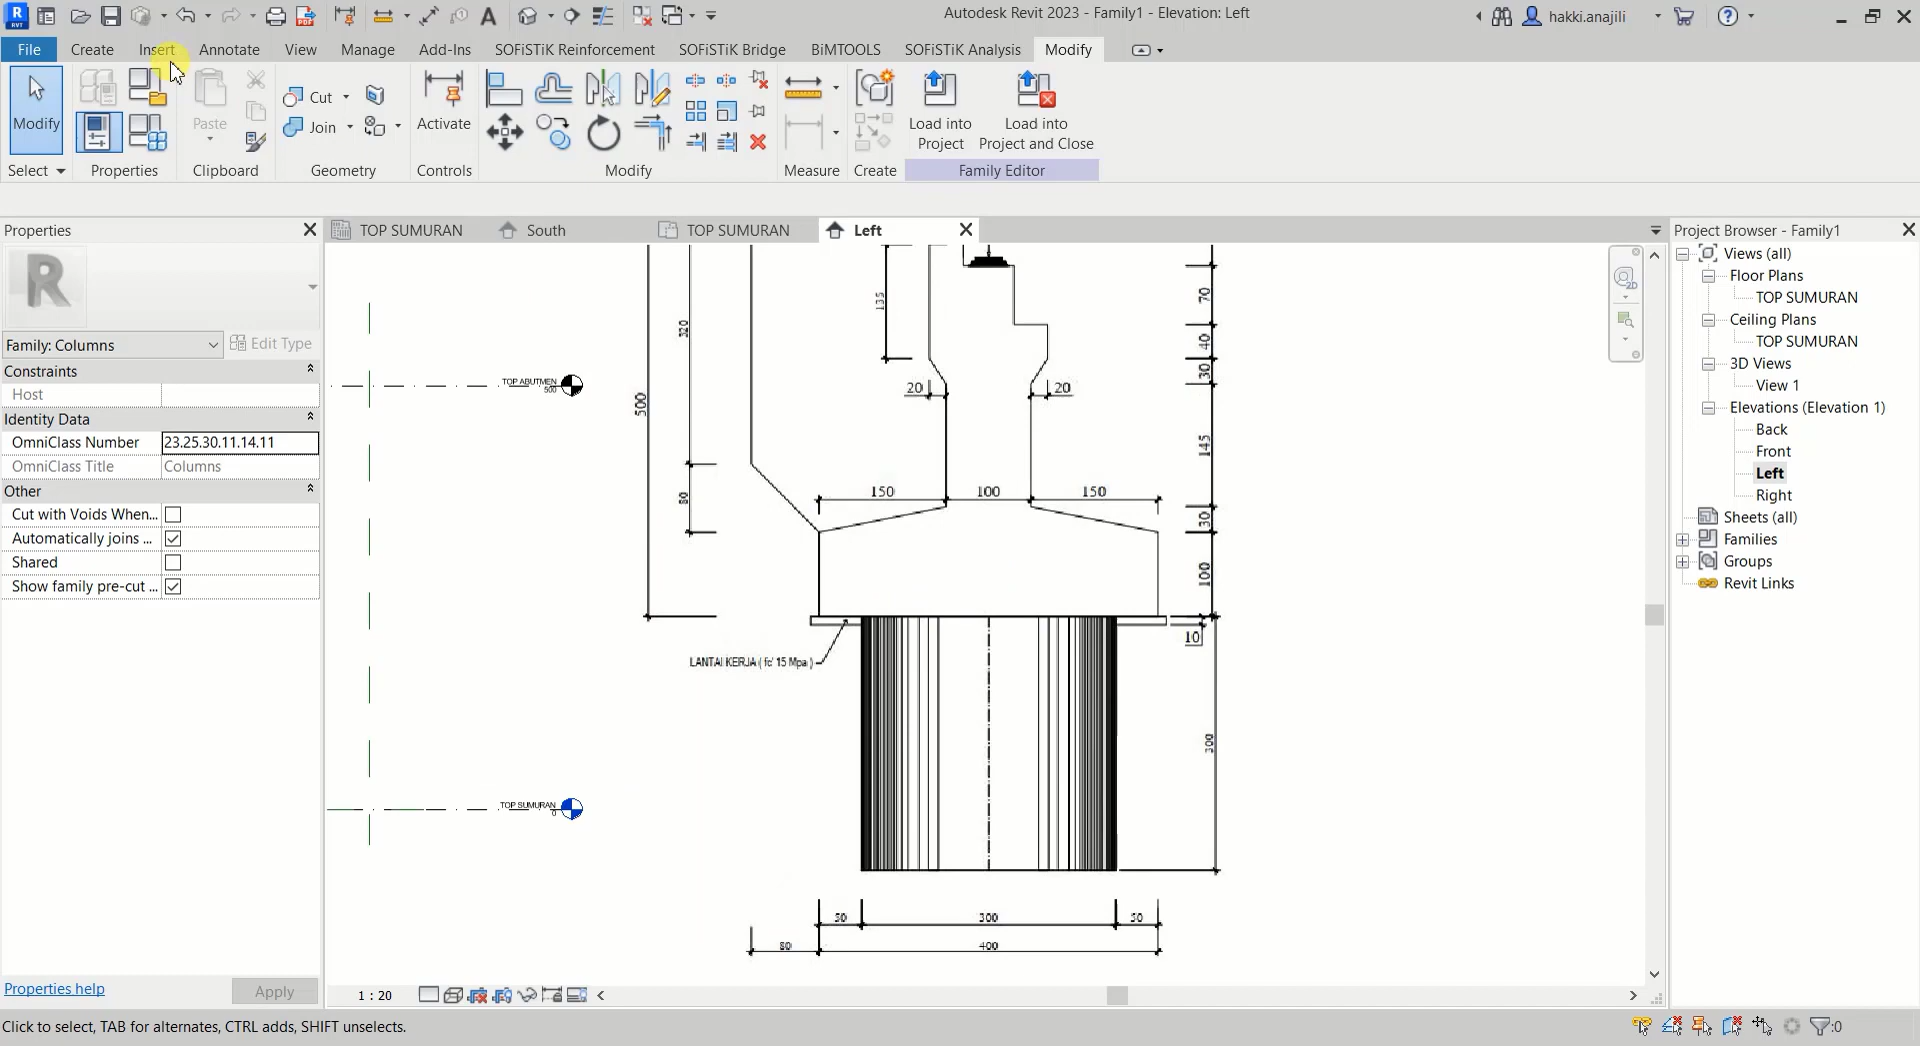 Autodesk Revit 2023 - Family1 - Elevation: Left
hakki.anajili
File Create Insert Annotate View Manage Add-Ins SOFiSTiK Reinforcement SOFiSTiK Bridge BiMTOOLS SOFiSTiK Analysis Modify
Modify
Paste
Cut
Join
Activate
Load into Project
Load into Project and Close
Select Properties Clipboard Geometry Controls Modify Measure Create Family Editor
Properties
TOP SUMURAN
South
TOP SUMURAN
Left
Project Browser - Family1
R
Family: Columns
Edit Type
Constraints
Host
Identity Data
OmniClass Number 23.25.30.11.14.11
OmniClass Title Columns
Other
Cut with Voids When...
Automatically joins ...
Shared
Show family pre-cut ...
Properties help
Apply
TOP ABUTMEN
500
TOP SUMURAN
0
500
320
80
135
20
20
150
100
150
70
40
30
145
30
100
10
300
LANTAI KERJA ( fc' 15 Mpa )
50
300
50
80
400
1 : 20
Views (all)
Floor Plans
TOP SUMURAN
Ceiling Plans
TOP SUMURAN
3D Views
View 1
Elevations (Elevation 1)
Back
Front
Left
Right
Sheets (all)
Families
Groups
Revit Links
Click to select, TAB for alternates, CTRL adds, SHIFT unselects.
:0